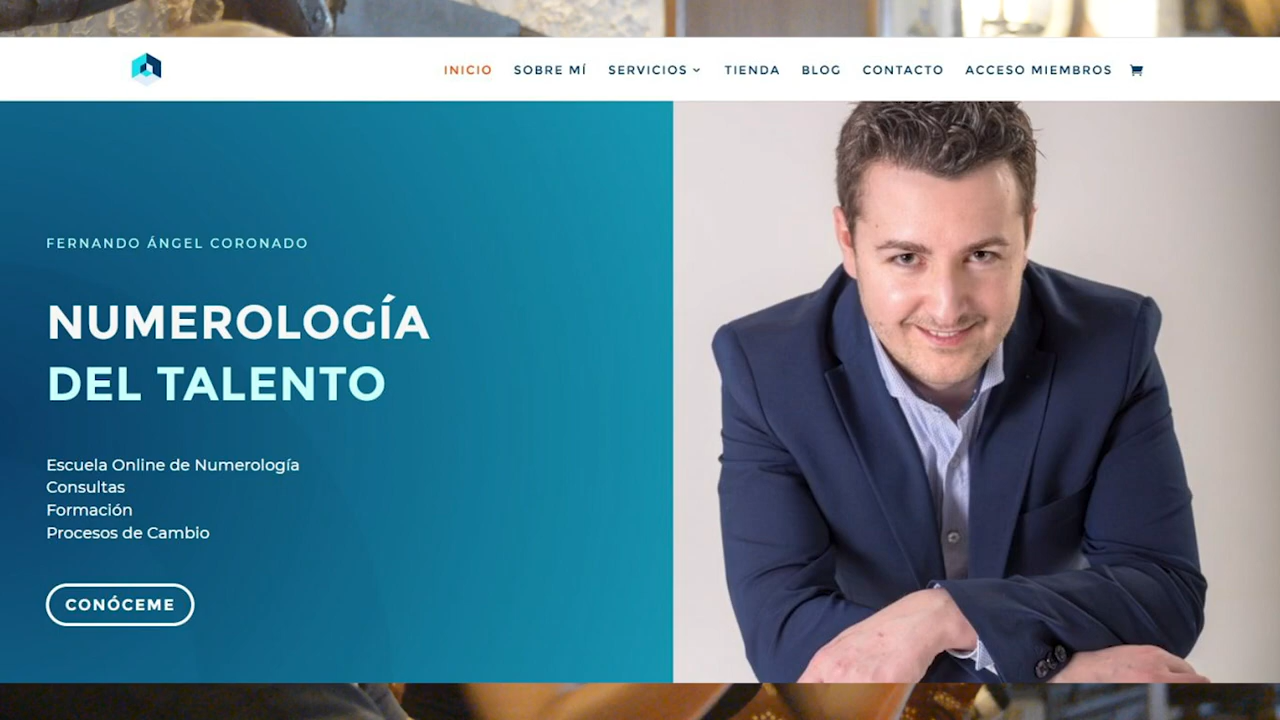 INICIO SOBRE MÍ SERVICIOS TIENDA BLOG CONTACTO ACCESO MIEMBROS
FERNANDO ÁNGEL CORONADO
NUMEROLOGÍA
DEL TALENTO
Escuela Online de Numerología
Consultas
Formación
Procesos de Cambio
CONÓCEME